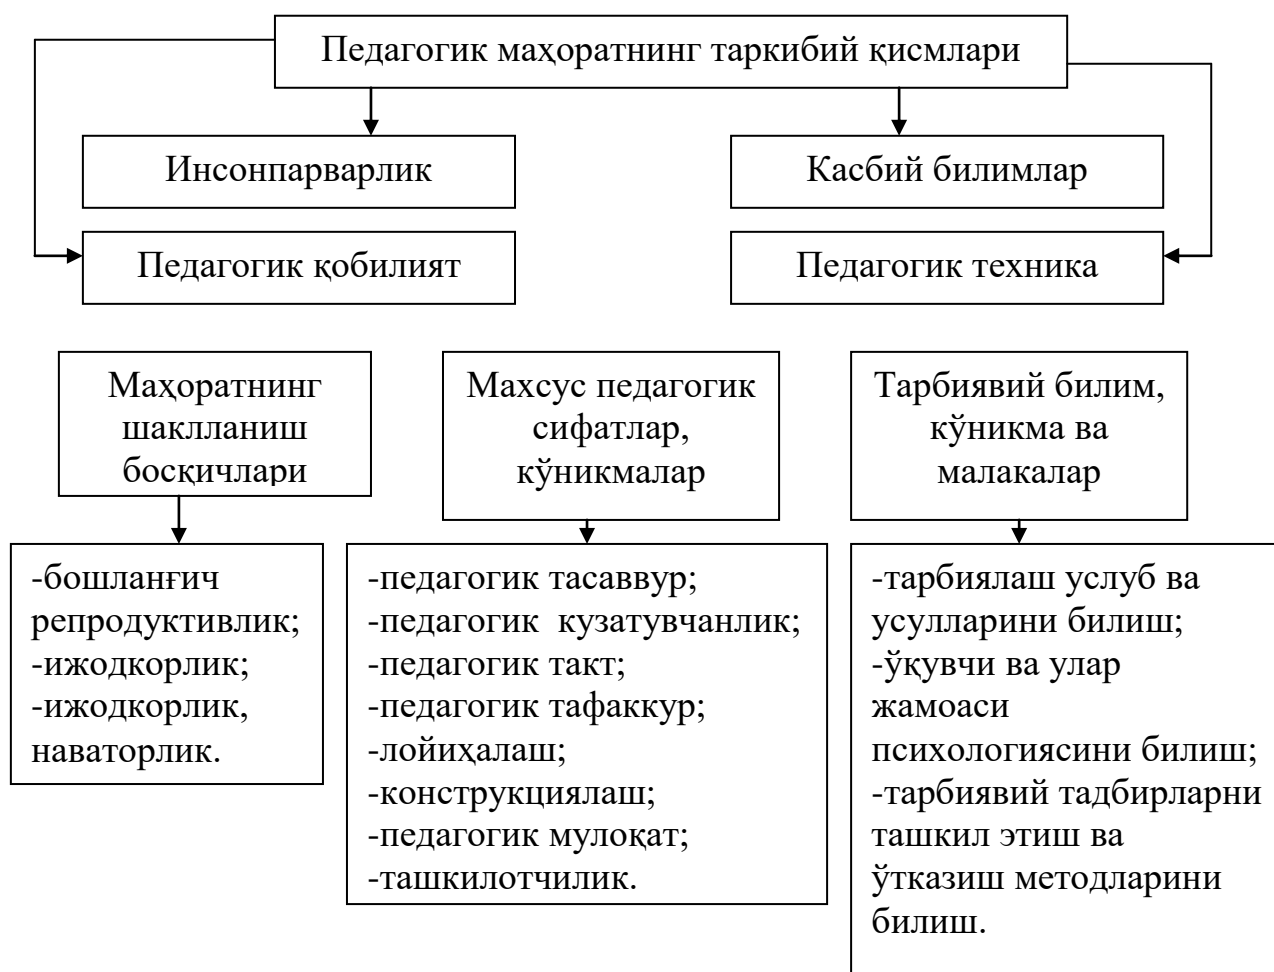 Педагогик маҳоратнинг таркибий қисмлари
Инсонпарварлик
Касбий билимлар
Педагогик қобилият
Педагогик техника
Маҳоратнинг
шаклланиш
босқичлари
Махсус педагогик
сифатлар,
кўникмалар
Тарбиявий билим,
кўникма ва
малакалар
-бошланғич
репродуктивлик;
-ижодкорлик;
-ижодкорлик,
наваторлик.
-педагогик тасаввур;
-педагогик кузатувчанлик;
-педагогик такт;
-педагогик тафаккур;
-лойиҳалаш;
-конструкциялаш;
-педагогик мулоқат;
-ташкилотчилик.
-тарбиялаш услуб ва
усулларини билиш;
-ўқувчи ва улар
жамоаси
психологиясини билиш;
-тарбиявий тадбирларни
ташкил этиш ва
ўтказиш методларини
билиш.